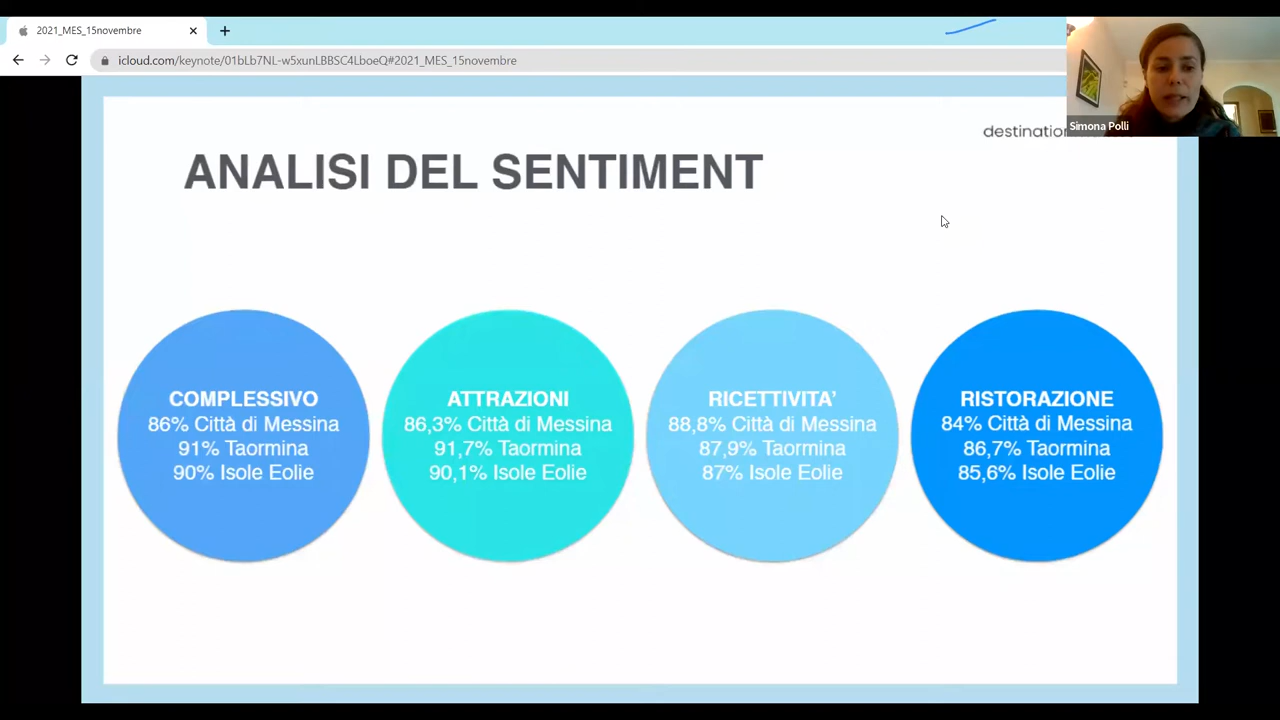 2021_MES_15novembre
icloud.com/keynote/01bLb7NL-w5xunLBBSC4LboeQ#2021_MES_15novembre
Simona Polli
ANALISI DEL SENTIMENT
COMPLESSIVO
86% Città di Messina
91% Taormina
90% Isole Eolie
ATTRAZIONI
86,3% Città di Messina
91,7% Taormina
90,1% Isole Eolie
RICETTIVITA’
88,8% Città di Messina
87,9% Taormina
87% Isole Eolie
RISTORAZIONE
84% Città di Messina
86,7% Taormina
85,6% Isole Eolie